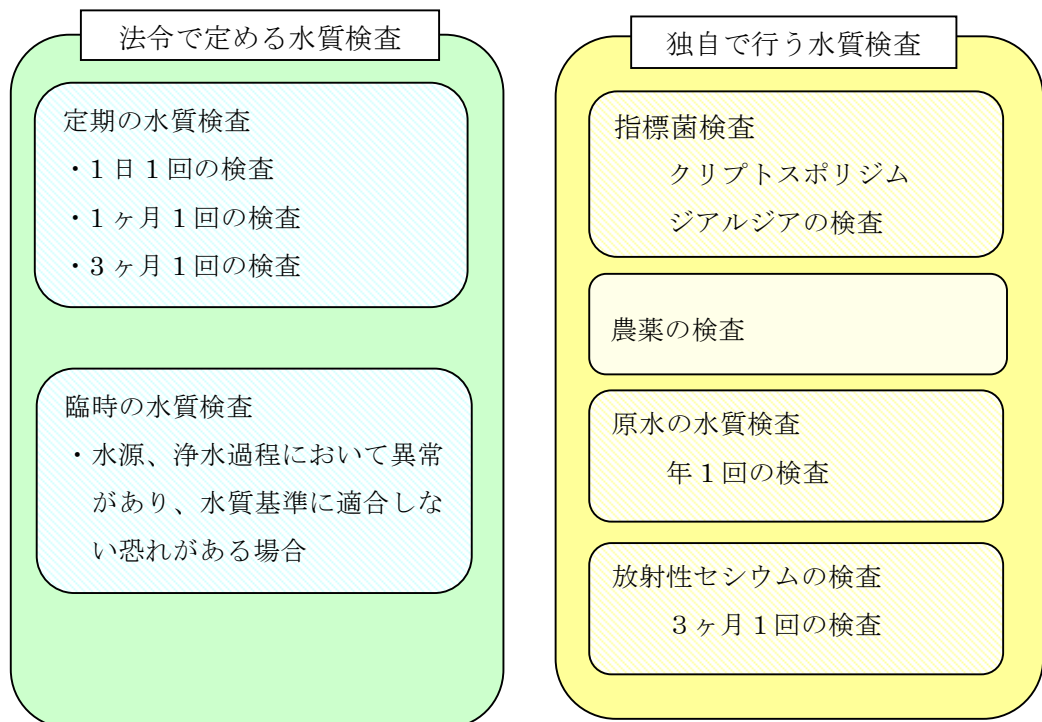 法令で定める水質検査
定期の水質検査
・１日１回の検査
・１ヶ月１回の検査
・３ヶ月１回の検査
臨時の水質検査
・水源、浄水過程において異常
があり、水質基準に適合しな
い恐れがある場合
独自で行う水質検査
指標菌検査
クリプトスポリジム
ジアルジアの検査
農薬の検査
原水の水質検査
年１回の検査
放射性セシウムの検査
３ヶ月１回の検査